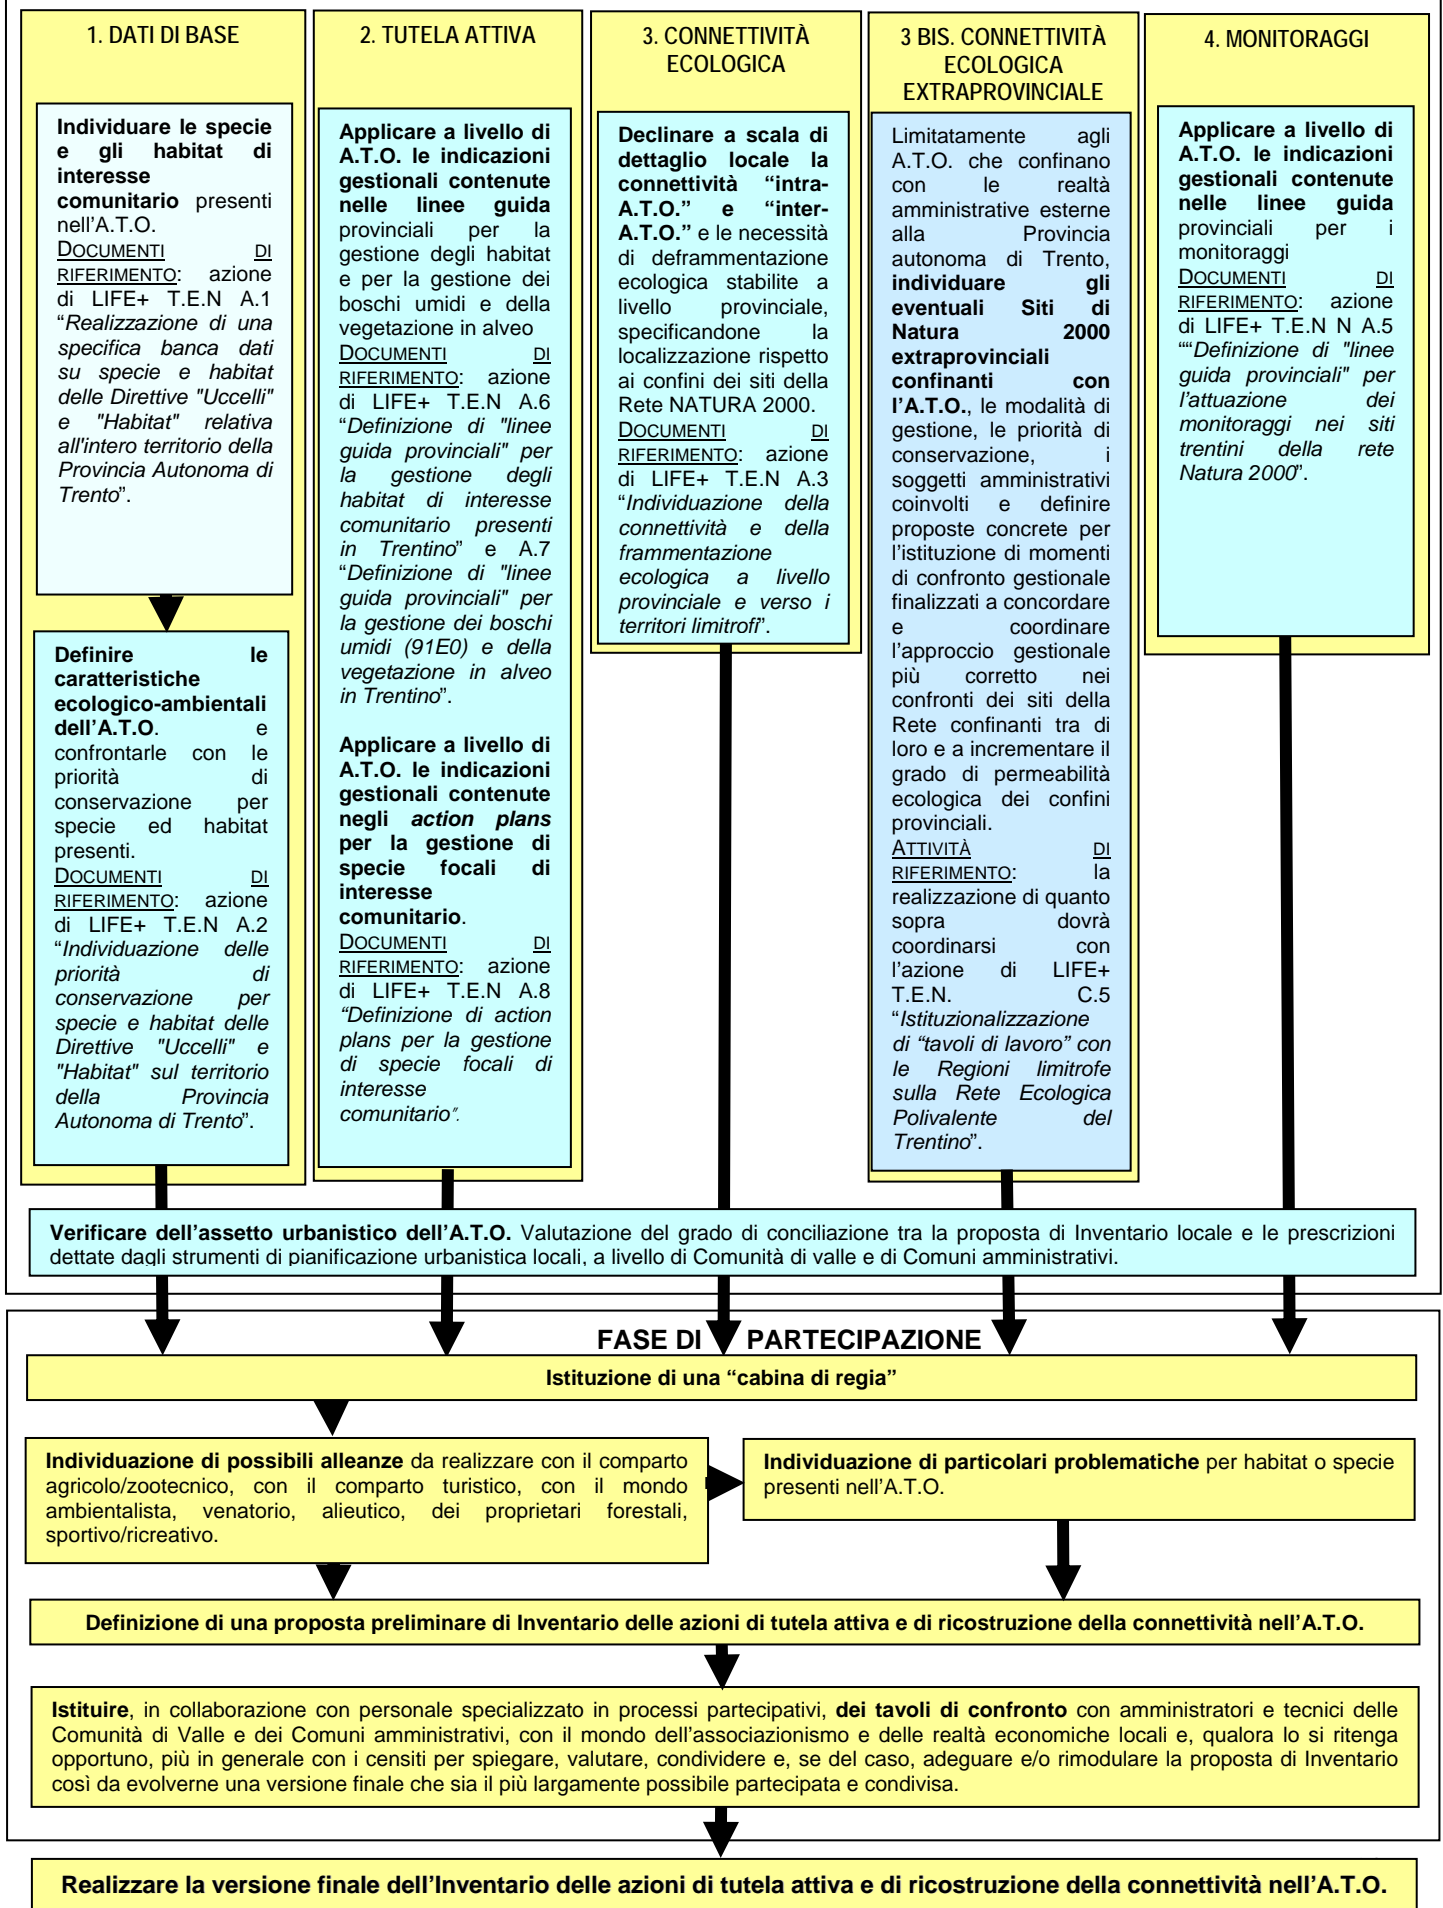 1. DATI DI BASE
Individuare le specie
e gli habitat di
interesse
comunitario presenti
nell'A.T.O.
DOCUMENTI DI
RIFERIMENTO: azione
di LIFE+ T.E.N A.1
“Realizzazione di una
specifica banca dati
su specie e habitat
delle Direttive "Uccelli"
e "Habitat" relativa
all'intero territorio della
Provincia Autonoma di
Trento”.
Definire le
caratteristiche
ecologico-ambientali
dell’A.T.O. e
confrontarle con le
priorità di
conservazione per
specie ed habitat
presenti.
DOCUMENTI DI
RIFERIMENTO: azione
di LIFE+ T.E.N A.2
“Individuazione delle
priorità di
conservazione per
specie e habitat delle
Direttive "Uccelli" e
"Habitat" sul territorio
della Provincia
Autonoma di Trento”.
2. TUTELA ATTIVA
Applicare a livello di
A.T.O. le indicazioni
gestionali contenute
nelle linee guida
provinciali per la
gestione degli habitat
e per la gestione dei
boschi umidi e della
vegetazione in alveo
DOCUMENTI DI
RIFERIMENTO: azione
di LIFE+ T.E.N A.6
“Definizione di "linee
guida provinciali" per
la gestione degli
habitat di interesse
comunitario presenti
in Trentino” e A.7
“Definizione di "linee
guida provinciali" per
la gestione dei boschi
umidi (91E0) e della
vegetazione in alveo
in Trentino”.
Applicare a livello di
A.T.O. le indicazioni
gestionali contenute
negli action plans
per la gestione di
specie focali di
interesse
comunitario.
DOCUMENTI DI
RIFERIMENTO: azione
di LIFE+ T.E.N A.8
“Definizione di action
plans per la gestione
di specie focali di
interesse
comunitario”.
3. CONNETTIVITÀ
ECOLOGICA
Declinare a scala di
dettaglio locale la
connettività “intra-
A.T.O.” e “inter-
A.T.O.” e le necessità
di deframmentazione
ecologica stabilite a
livello provinciale,
specificandone la
localizzazione rispetto
ai confini dei siti della
Rete NATURA 2000.
DOCUMENTI DI
RIFERIMENTO: azione
di LIFE+ T.E.N A.3
“Individuazione della
connettività e della
frammentazione
ecologica a livello
provinciale e verso i
territori limitrofi”.
3 BIS. CONNETTIVITÀ
ECOLOGICA
EXTRAPROVINCIALE
Limitatamente agli
A.T.O. che confinano
con le realtà
amministrative esterne
alla Provincia
autonoma di Trento,
individuare gli
eventuali Siti di
Natura 2000
extraprovinciali
confinanti con
l’A.T.O., le modalità di
gestione, le priorità di
conservazione, i
soggetti amministrativi
coinvolti e definire
proposte concrete per
l’istituzione di momenti
di confronto gestionale
finalizzati a concordare
e coordinare
l’approccio gestionale
più corretto nei
confronti dei siti della
Rete confinanti tra di
loro e a incrementare il
grado di permeabilità
ecologica dei confini
provinciali.
ATTIVITÀ DI
RIFERIMENTO: la
realizzazione di quanto
sopra dovrà
coordinarsi con
l’azione di LIFE+
T.E.N. C.5
“Istituzionalizzazione
di “tavoli di lavoro” con
le Regioni limitrofe
sulla Rete Ecologica
Polivalente del
Trentino”.
4. MONITORAGGI
Applicare a livello di
A.T.O. le indicazioni
gestionali contenute
nelle linee guida
provinciali per i
monitoraggi
DOCUMENTI DI
RIFERIMENTO: azione
di LIFE+ T.E.N N A.5
““Definizione di "linee
guida provinciali" per
l’attuazione dei
monitoraggi nei siti
trentini della rete
Natura 2000”.
Verificare dell’assetto urbanistico dell’A.T.O. Valutazione del grado di conciliazione tra la proposta di Inventario locale e le prescrizioni
dettate dagli strumenti di pianificazione urbanistica locali, a livello di Comunità di valle e di Comuni amministrativi.
FASE DI PARTECIPAZIONE
Istituzione di una “cabina di regia”
Individuazione di possibili alleanze da realizzare con il comparto
agricolo/zootecnico, con il comparto turistico, con il mondo
ambientalista, venatorio, alieutico, dei proprietari forestali,
sportivo/ricreativo.
Individuazione di particolari problematiche per habitat o specie
presenti nell’A.T.O.
Definizione di una proposta preliminare di Inventario delle azioni di tutela attiva e di ricostruzione della connettività nell’A.T.O.
Istituire, in collaborazione con personale specializzato in processi partecipativi, dei tavoli di confronto con amministratori e tecnici delle
Comunità di Valle e dei Comuni amministrativi, con il mondo dell’associazionismo e delle realtà economiche locali e, qualora lo si ritenga
opportuno, più in generale con i censiti per spiegare, valutare, condividere e, se del caso, adeguare e/o rimodulare la proposta di Inventario
così da evolverne una versione finale che sia il più largamente possibile partecipata e condivisa.
Realizzare la versione finale dell’Inventario delle azioni di tutela attiva e di ricostruzione della connettività nell’A.T.O.